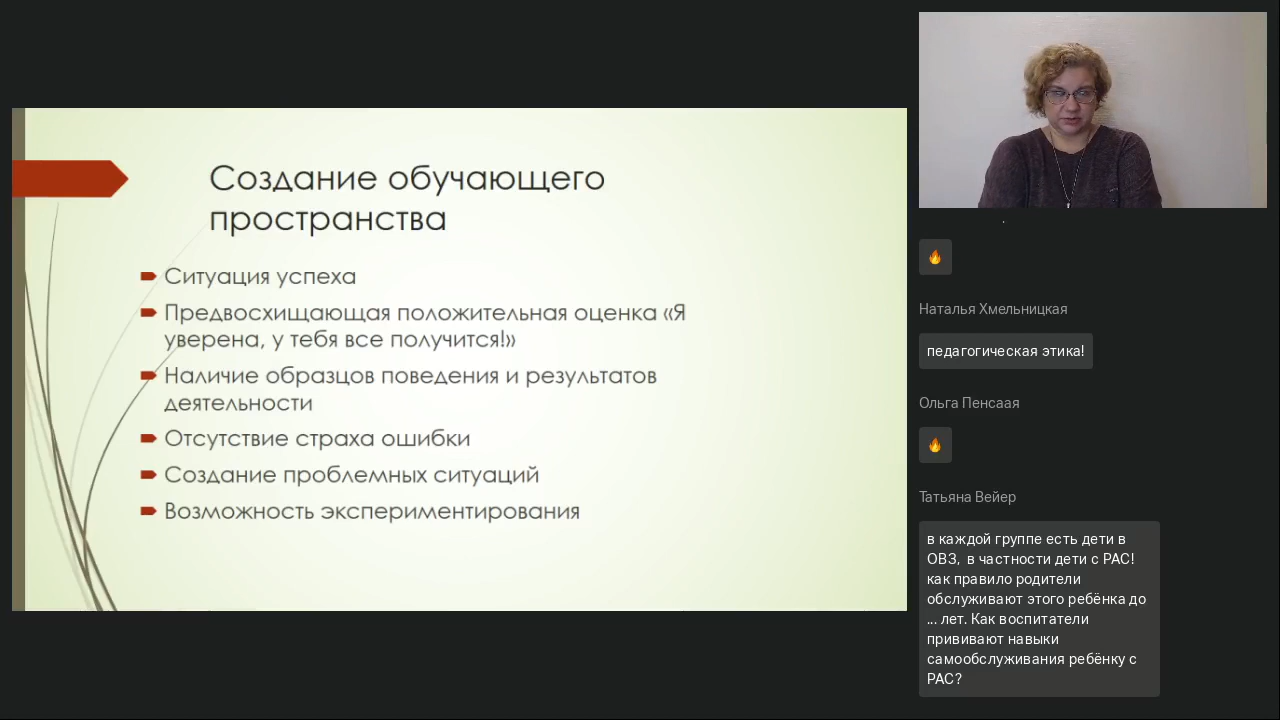 Создание обучающего
пространства
Ситуация успеха
Предвосхищающая положительная оценка «Я
уверена, у тебя все получится!»
Наличие образцов поведения и результатов
деятельности
Отсутствие страха ошибки
Создание проблемных ситуаций
Возможность экспериментирования
Наталья Хмельницкая
педагогическая этика!
Ольга Пенсаая
Татьяна Вейер
в каждой группе есть дети в
ОВЗ, в частности дети с РАС!
как правило родители
обслуживают этого ребёнка до
... лет. Как воспитатели
прививают навыки
самообслуживания ребёнку с
РАС?